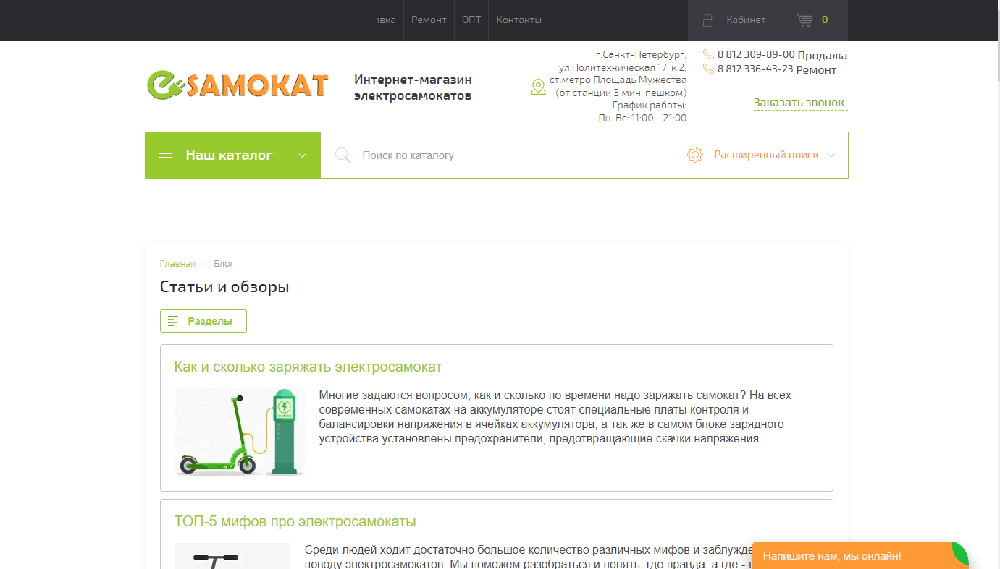 Ремонт
ОПТ
Контакты
Кабинет
0
eSAMOKAT
Интернет-магазин
электросамокатов
г.Санкт-Петербург,
ул.Политехническая 17, к.2,
ст.метро Площадь Мужества
(от станции 3 мин. пешком)
График работы:
Пн-Вс: 11:00 - 21:00
8 812 309-89-00 Продажа
8 812 336-43-23 Ремонт
Заказать звонок
Наш каталог
Поиск по каталогу
Расширенный поиск
Главная
Блог
Статьи и обзоры
Разделы
Как и сколько заряжать электросамокат
Многие задаются вопросом, как и сколько по времени надо заряжать самокат? На всех
современных самокатах на аккумуляторе стоят специальные платы контроля и
балансировки напряжения в ячейках аккумулятора, а так же в самом блоке зарядного
устройства установлены предохранители, предотвращающие скачки напряжения.
ТОП-5 мифов про электросамокаты
Среди людей ходит достаточно большое количество различных мифов и
поводу электросамокатов. Мы поможем разобраться и понять, где правда, а где -
Напишите нам, мы онлайн!